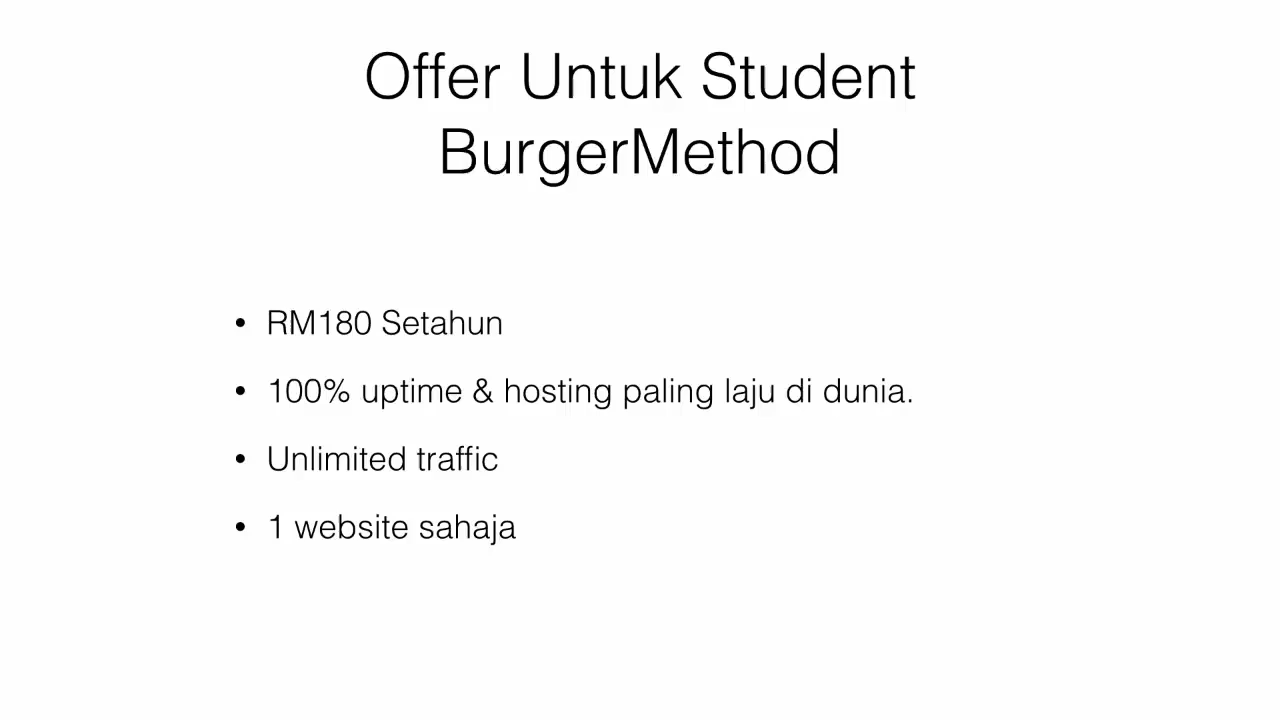 Offer Untuk Student
BurgerMethod
• RM180 Setahun
• 100% uptime & hosting paling laju di dunia.
• Unlimited traffic
• 1 website sahaja